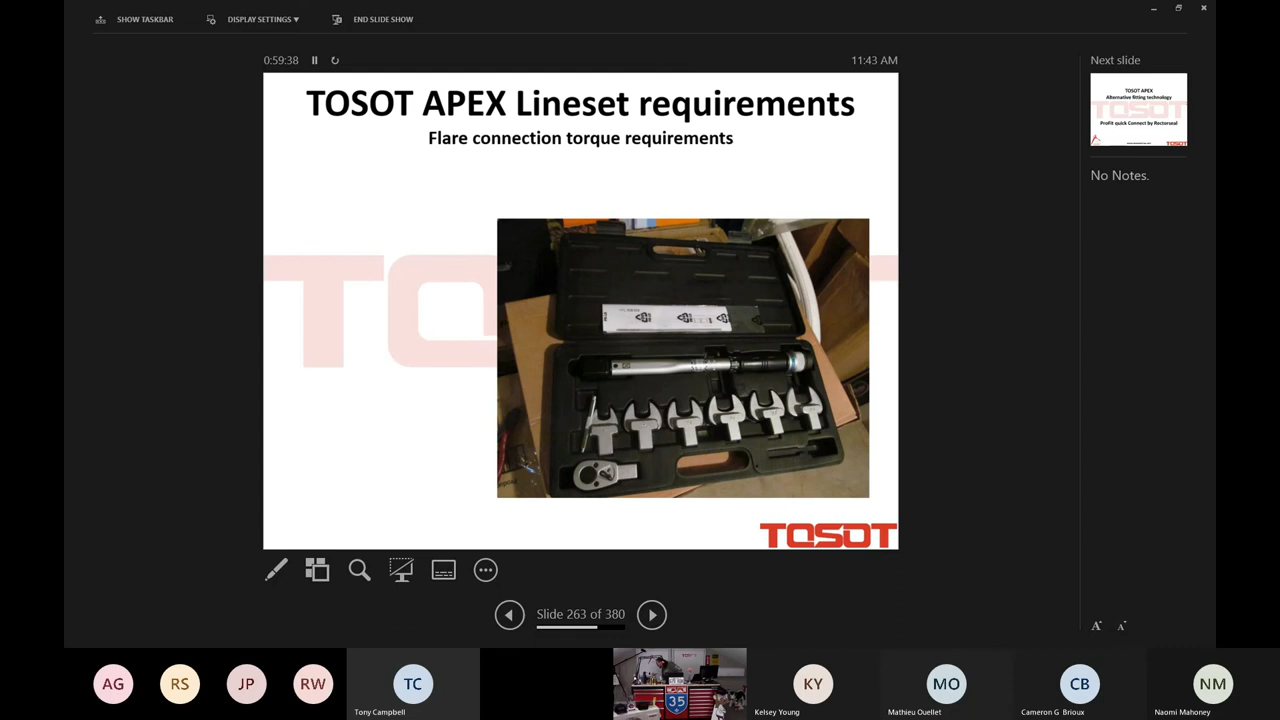 SHOW TASKBAR
DISPLAY SETTINGS ▼
END SLIDE SHOW
0:59:38
11:43 AM
TOSOT APEX Lineset requirements
Flare connection torque requirements
TOSOT
Next slide
TOSOT APEX
Alternative fitting technology
ProFit quick Connect by Rectorseal
TOSOT
No Notes.
Slide 263 of 380
A
A
AG
RS
JP
RW
TC
Tony Campbell
35
KY
Kelsey Young
MO
Mathieu Ouellet
CB
Cameron G Brioux
NM
Naomi Mahoney